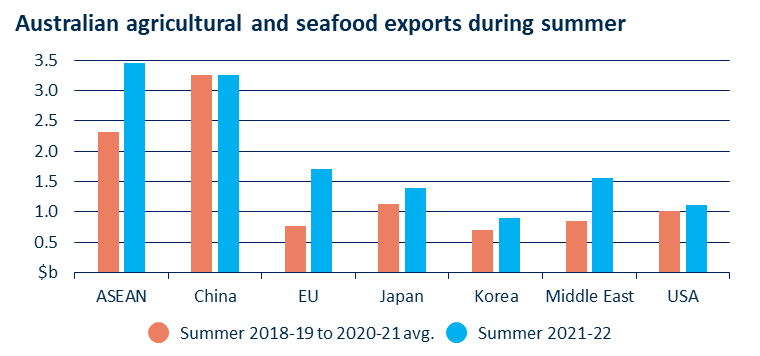 Australian agricultural and seafood exports during summer
3.5
3.0
2.5
2.0
1.5
1.0
0.5
$b
ASEAN China EU Japan Korea Middle East USA
Summer 2018-19 to 2020-21 avg. Summer 2021-22